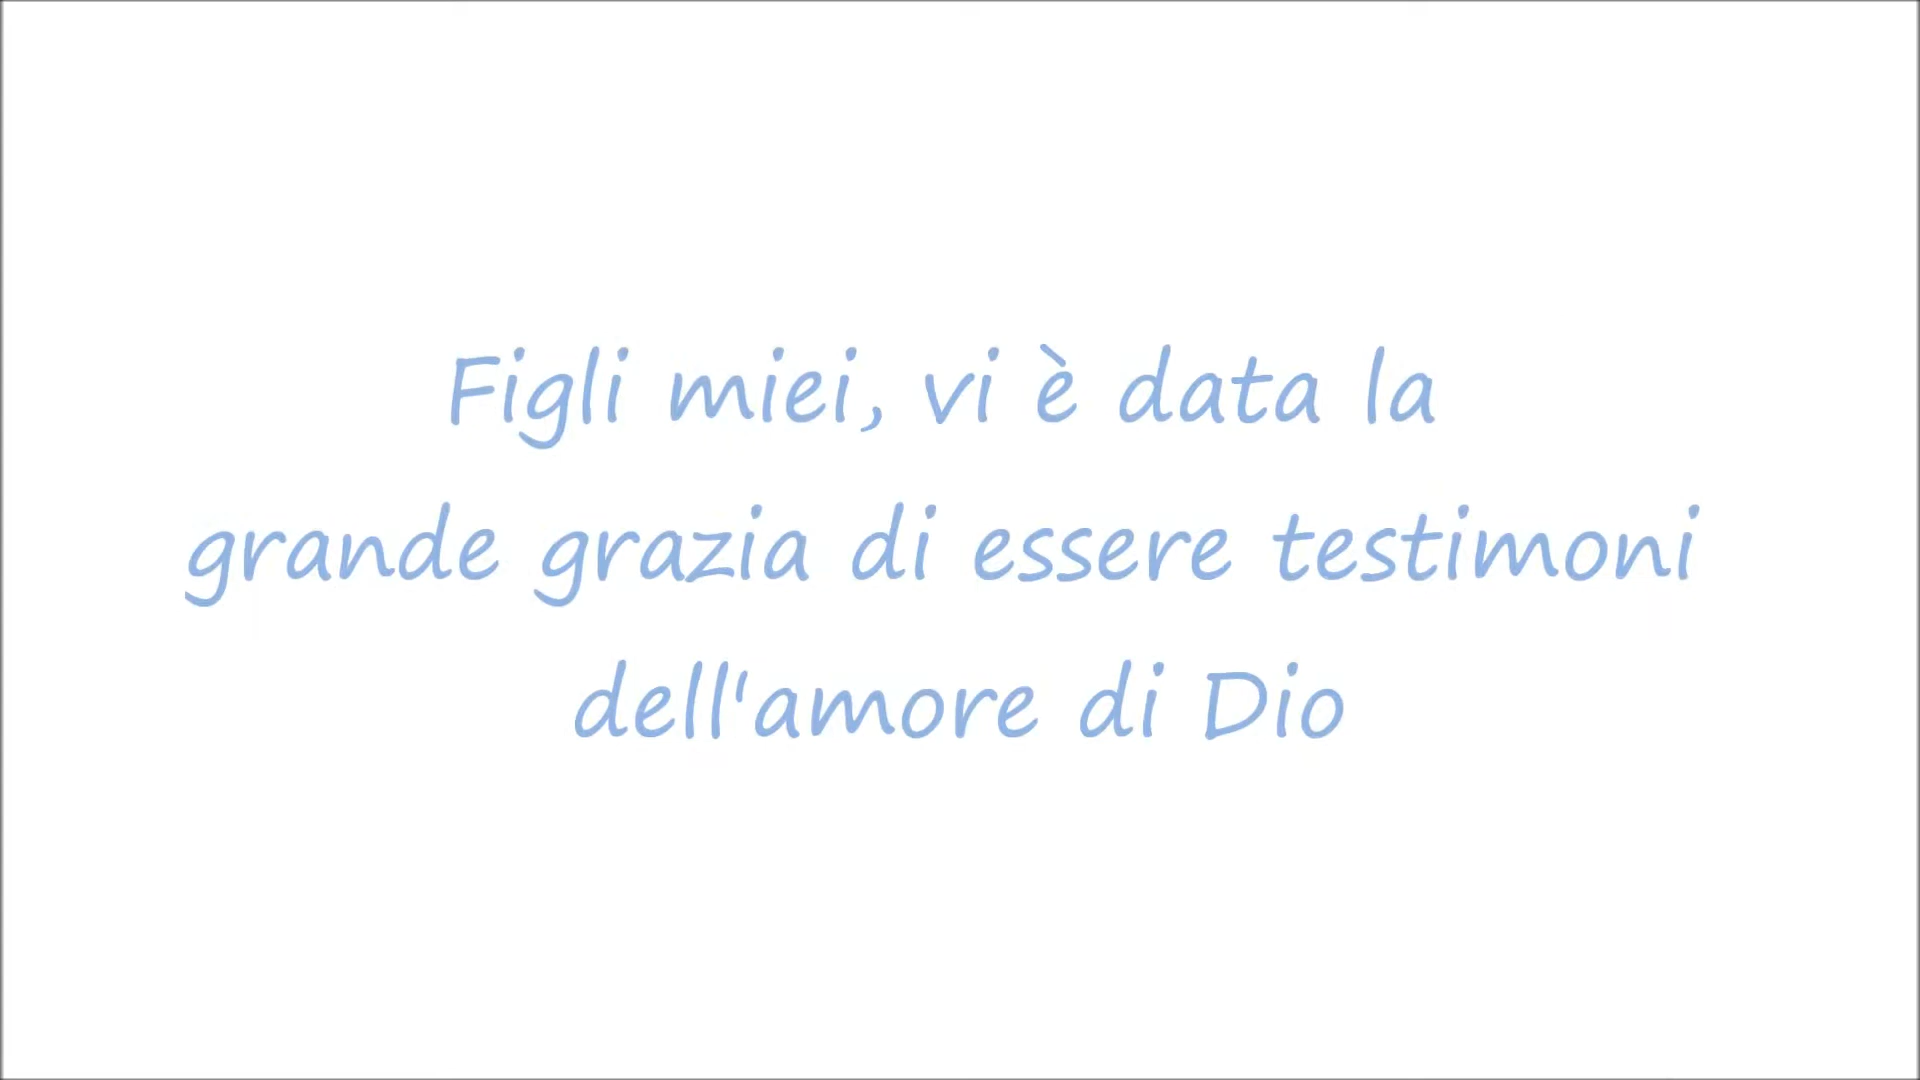 Figli miei, vi è data la
grande grazia di essere testimoni
dell'amore di Dio